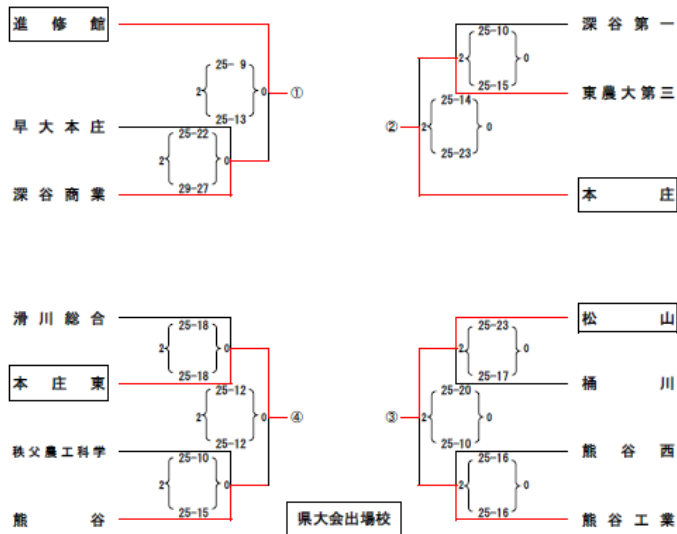 進修館
25- 9
2 0 ①
25-13
早大本庄
25-22
2 0
29-27
深谷商業
深谷第一
25-10
2 0
25-15
東農大第三
25-14
② 2 0
25-23
本庄
滑川総合
25-18
2 0
25-18
本庄東
25-12
2 0 ④
25-12
秩父農工科学
25-10
2 0
25-15
熊谷
松山
25-23
2 0
25-17
桶川
25-20
③ 2 0
25-10
熊谷西
25-16
2 0
25-16
熊谷工業
県大会出場校